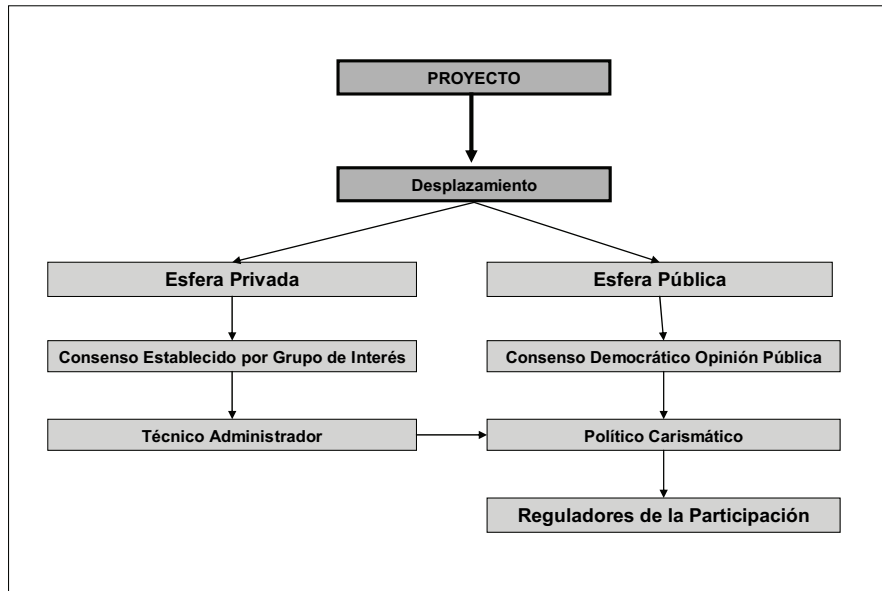 PROYECTO
Desplazamiento
Esfera Privada
Esfera Pública
Consenso Establecido por Grupo de Interés
Consenso Democrático Opinión Pública
Técnico Administrador
Político Carismático
Reguladores de la Participación